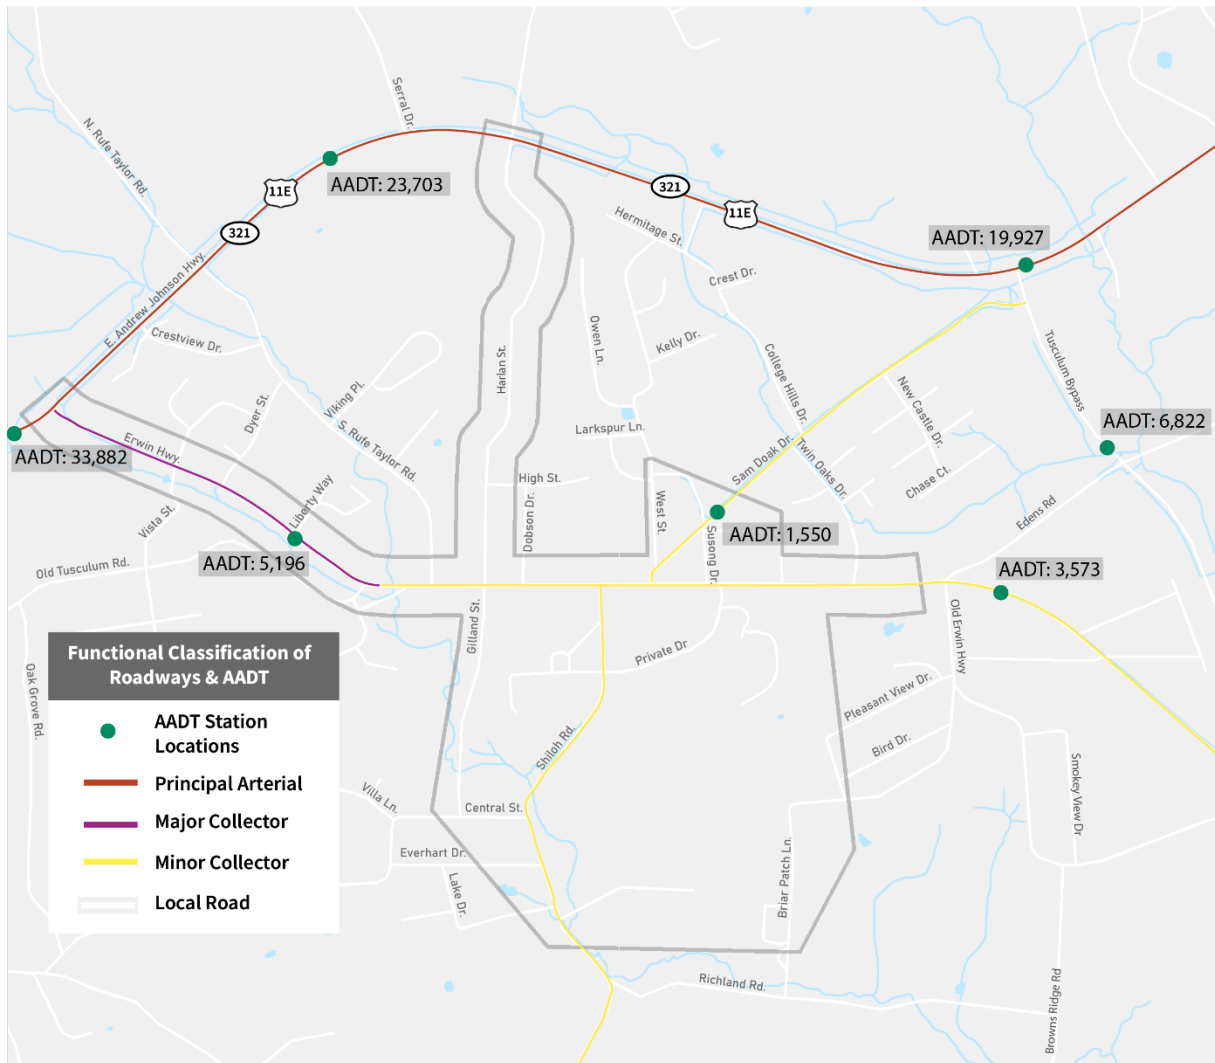 Serral Dr.
N. Rufe Taylor Rd.
11E
AADT: 23,703
321
321
11E
Hermitage St.
AADT: 19,927
E. Andrew Johnson Hwy.
Crest Dr.
Crestview Dr.
Harlan St.
Owen Ln.
Kelly Dr.
College Hills Dr.
Tusculum Bypass
Viking Pl.
Dyer St.
New Castle Dr.
AADT: 6,822
S. Rufe Taylor Rd.
Larkspur Ln.
Erwin Hwy.
AADT: 33,882
Sam Doak Dr.
Twin Oaks Dr.
High St.
Chase Ct.
Liberty Way
Vista St.
Dobson Dr.
West St.
Edens Rd
AADT: 1,550
Susong Dr.
AADT: 5,196
Old Tusculum Rd.
AADT: 3,573
Gilland St.
Old Erwin Hwy
Private Dr
Functional Classification of
Roadways & AADT
AADT Station
Locations
Principal Arterial
Major Collector
Minor Collector
Local Road
Oak Grove Rd.
Pleasant View Dr.
Bird Dr.
Shiloh Rd.
Smokey View Dr
Villa Ln.
Central St.
Everhart Dr.
Lake Dr.
Briar Patch Ln.
Richland Rd.
Browns Ridge Rd